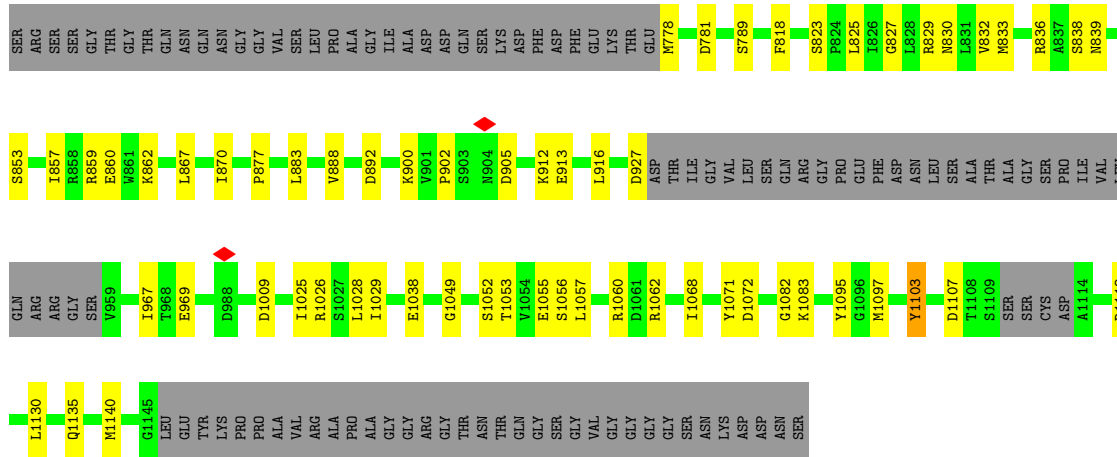 SER ARG SER SER GLY THR GLY THR GLN ASN GLN ASN GLY GLY VAL SER LEU PRO ALA GLY ILE ALA ASP ASP GLN SER LYS ASP PHE ASP PHE GLU LYS THR GLU M778 D781 S789 F818 S823 P824 L825 I826 G827 L828 R829 N830 L831 V832 M833 R836 A837 S838 N839
S853 I857 R858 R859 E860 W861 K862 L867 I870 P877 L883 V888 D892 K900 V901 P902 S903 N904 D905 K912 E913 L916 D927 ASP THR ILE GLY VAL LEU SER GLN ARG GLY PRO GLU PHE ASP ASN LEU SER ALA THR ALA GLY SER PRO ILE VAL
GLN ARG ARG GLY SER V959 I967 T968 E969 D988 D1009 I1025 R1026 S1027 L1028 I1029 E1038 G1049 S1052 T1053 V1054 E1055 S1056 L1057 R1060 D1061 R1062 I1068 Y1071 D1072 G1082 K1083 Y1095 G1096 M1097 Y1103 D1107 T1108 S1109 SER SER CYS ASP A1114
L1130 Q1135 M1140 G1145 LEU GLU TYR LYS PRO PRO ALA VAL ARG ALA PRO ALA GLY GLY ARG GLY THR ASN THR GLN GLY SER GLY VAL GLY GLY GLY GLY SER ASN LYS ASP ASP ASN SER